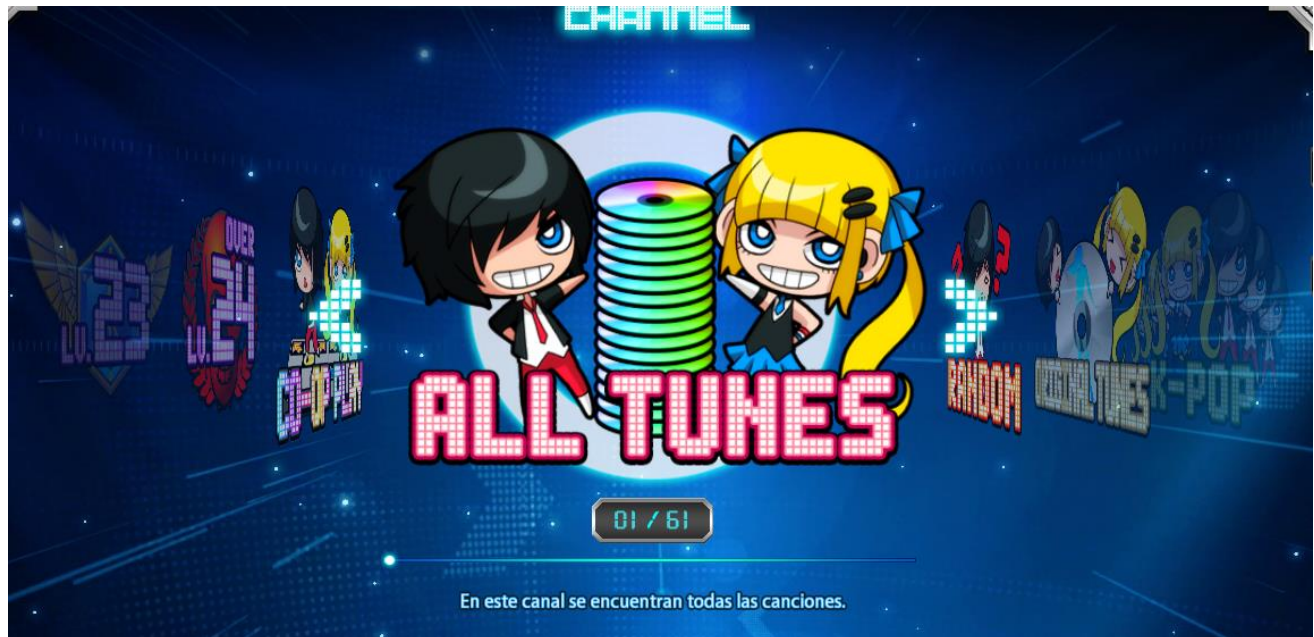 CHANNEL
LV.23
OVER
LV.24
CO-OP PLAY
ALL TUNES
RANDOM
ORIGINAL TUNES
K-POP
01 / 61
En este canal se encuentran todas las canciones.